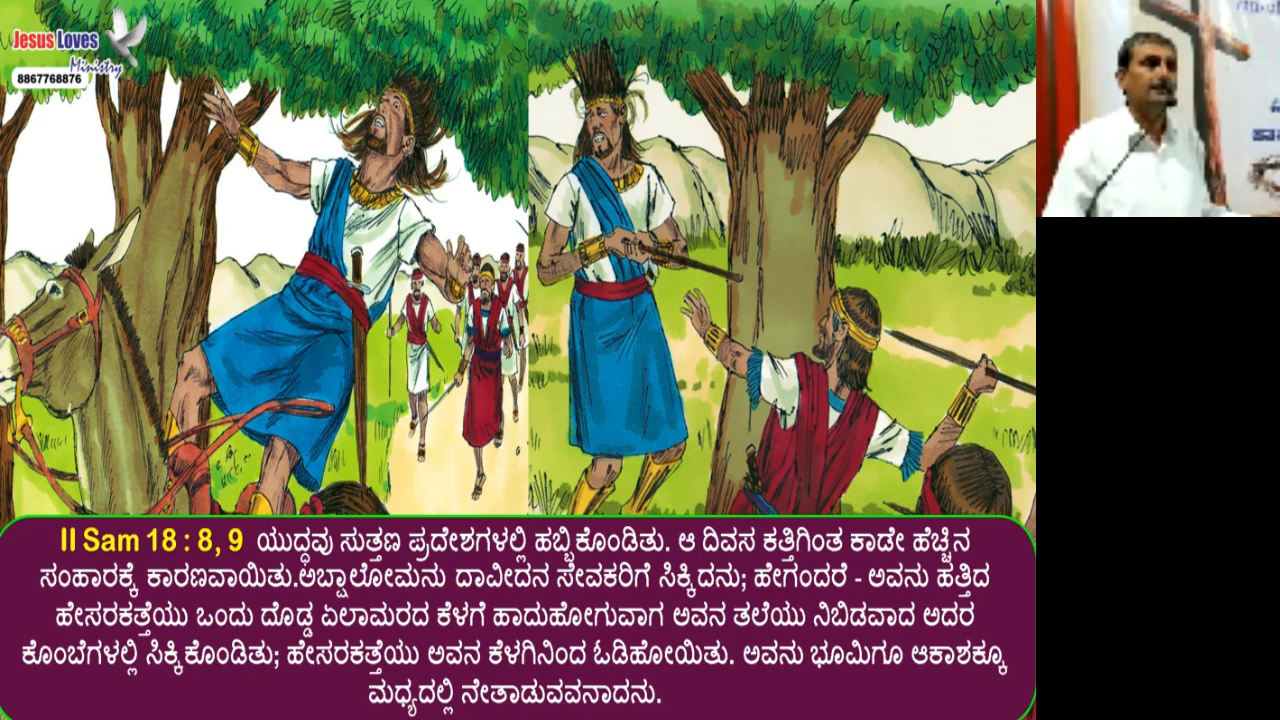 Jesus Loves
Ministry
8867768876
II Sam 18 : 8, 9 ಯುದ್ಧವು ಸುತ್ತಣ ಪ್ರದೇಶಗಳಲ್ಲಿ ಹಬ್ಬಿಕೊಂಡಿತು. ಆ ದಿವಸ ಕತ್ತಿಗಿಂತ ಕಾಡೇ ಹೆಚ್ಚಿನ
ಸಂಹಾರಕ್ಕೆ ಕಾರಣವಾಯಿತು.ಅಬ್ಷಾಲೋಮನು ದಾವೀದನ ಸೇವಕರಿಗೆ ಸಿಕ್ಕಿದನು; ಹೇಗಂದರೆ - ಅವನು ಹತ್ತಿದ
ಹೇಸರಕತ್ತೆಯು ಒಂದು ದೊಡ್ಡ ಏಲಾಮರದ ಕೆಳಗೆ ಹಾದುಹೋಗುವಾಗ ಅವನ ತಲೆಯು ನಿಬಿಡವಾದ ಅದರ
ಕೊಂಬೆಗಳಲ್ಲಿ ಸಿಕ್ಕಿಕೊಂಡಿತು; ಹೇಸರಕತ್ತೆಯು ಅವನ ಕೆಳಗಿನಿಂದ ಓಡಿಹೋಯಿತು. ಅವನು ಭೂಮಿಗೂ ಆಕಾಶಕ್ಕೂ
ಮಧ್ಯದಲ್ಲಿ ನೇತಾಡುವವನಾದನು.